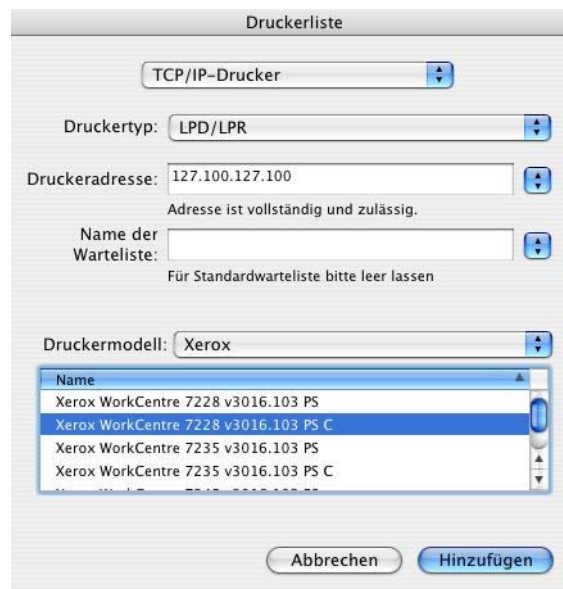 Druckerliste
TCP/IP-Drucker
Druckertyp: LPD/LPR
Druckeradresse: 127.100.127.100
Adresse ist vollständig und zulässig.
Name der
Warteliste:
Für Standardwarteliste bitte leer lassen
Druckermodell: Xerox
Name
Xerox WorkCentre 7228 v3016.103 PS
Xerox WorkCentre 7228 v3016.103 PS C
Xerox WorkCentre 7235 v3016.103 PS
Xerox WorkCentre 7235 v3016.103 PS C
Abbrechen Hinzufügen